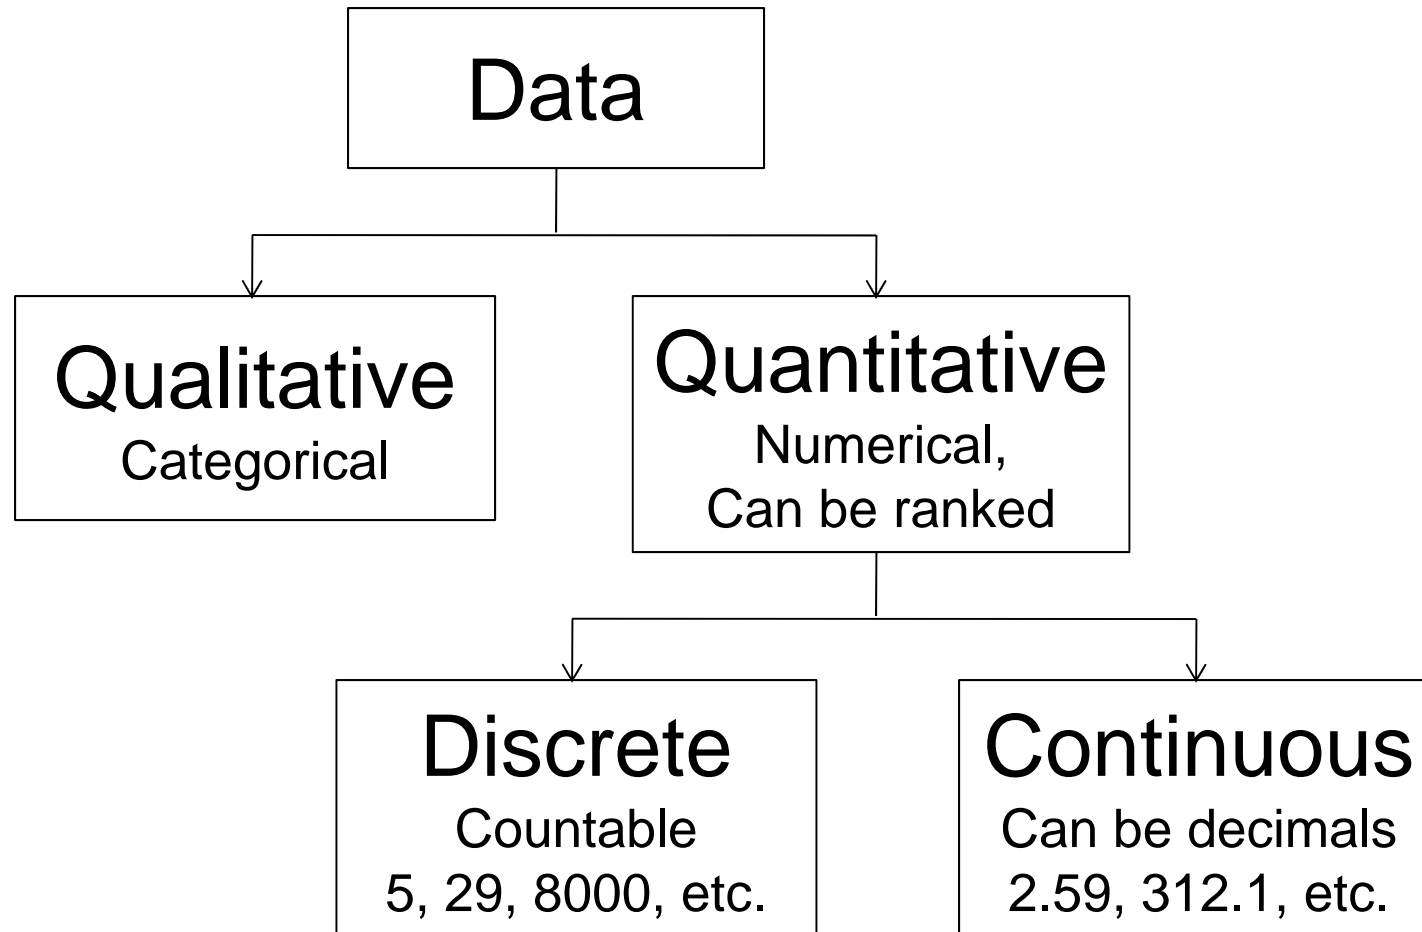 Data
Qualitative
Categorical
Quantitative
Numerical,
Can be ranked
Discrete
Countable
5, 29, 8000, etc.
Continuous
Can be decimals
2.59, 312.1, etc.